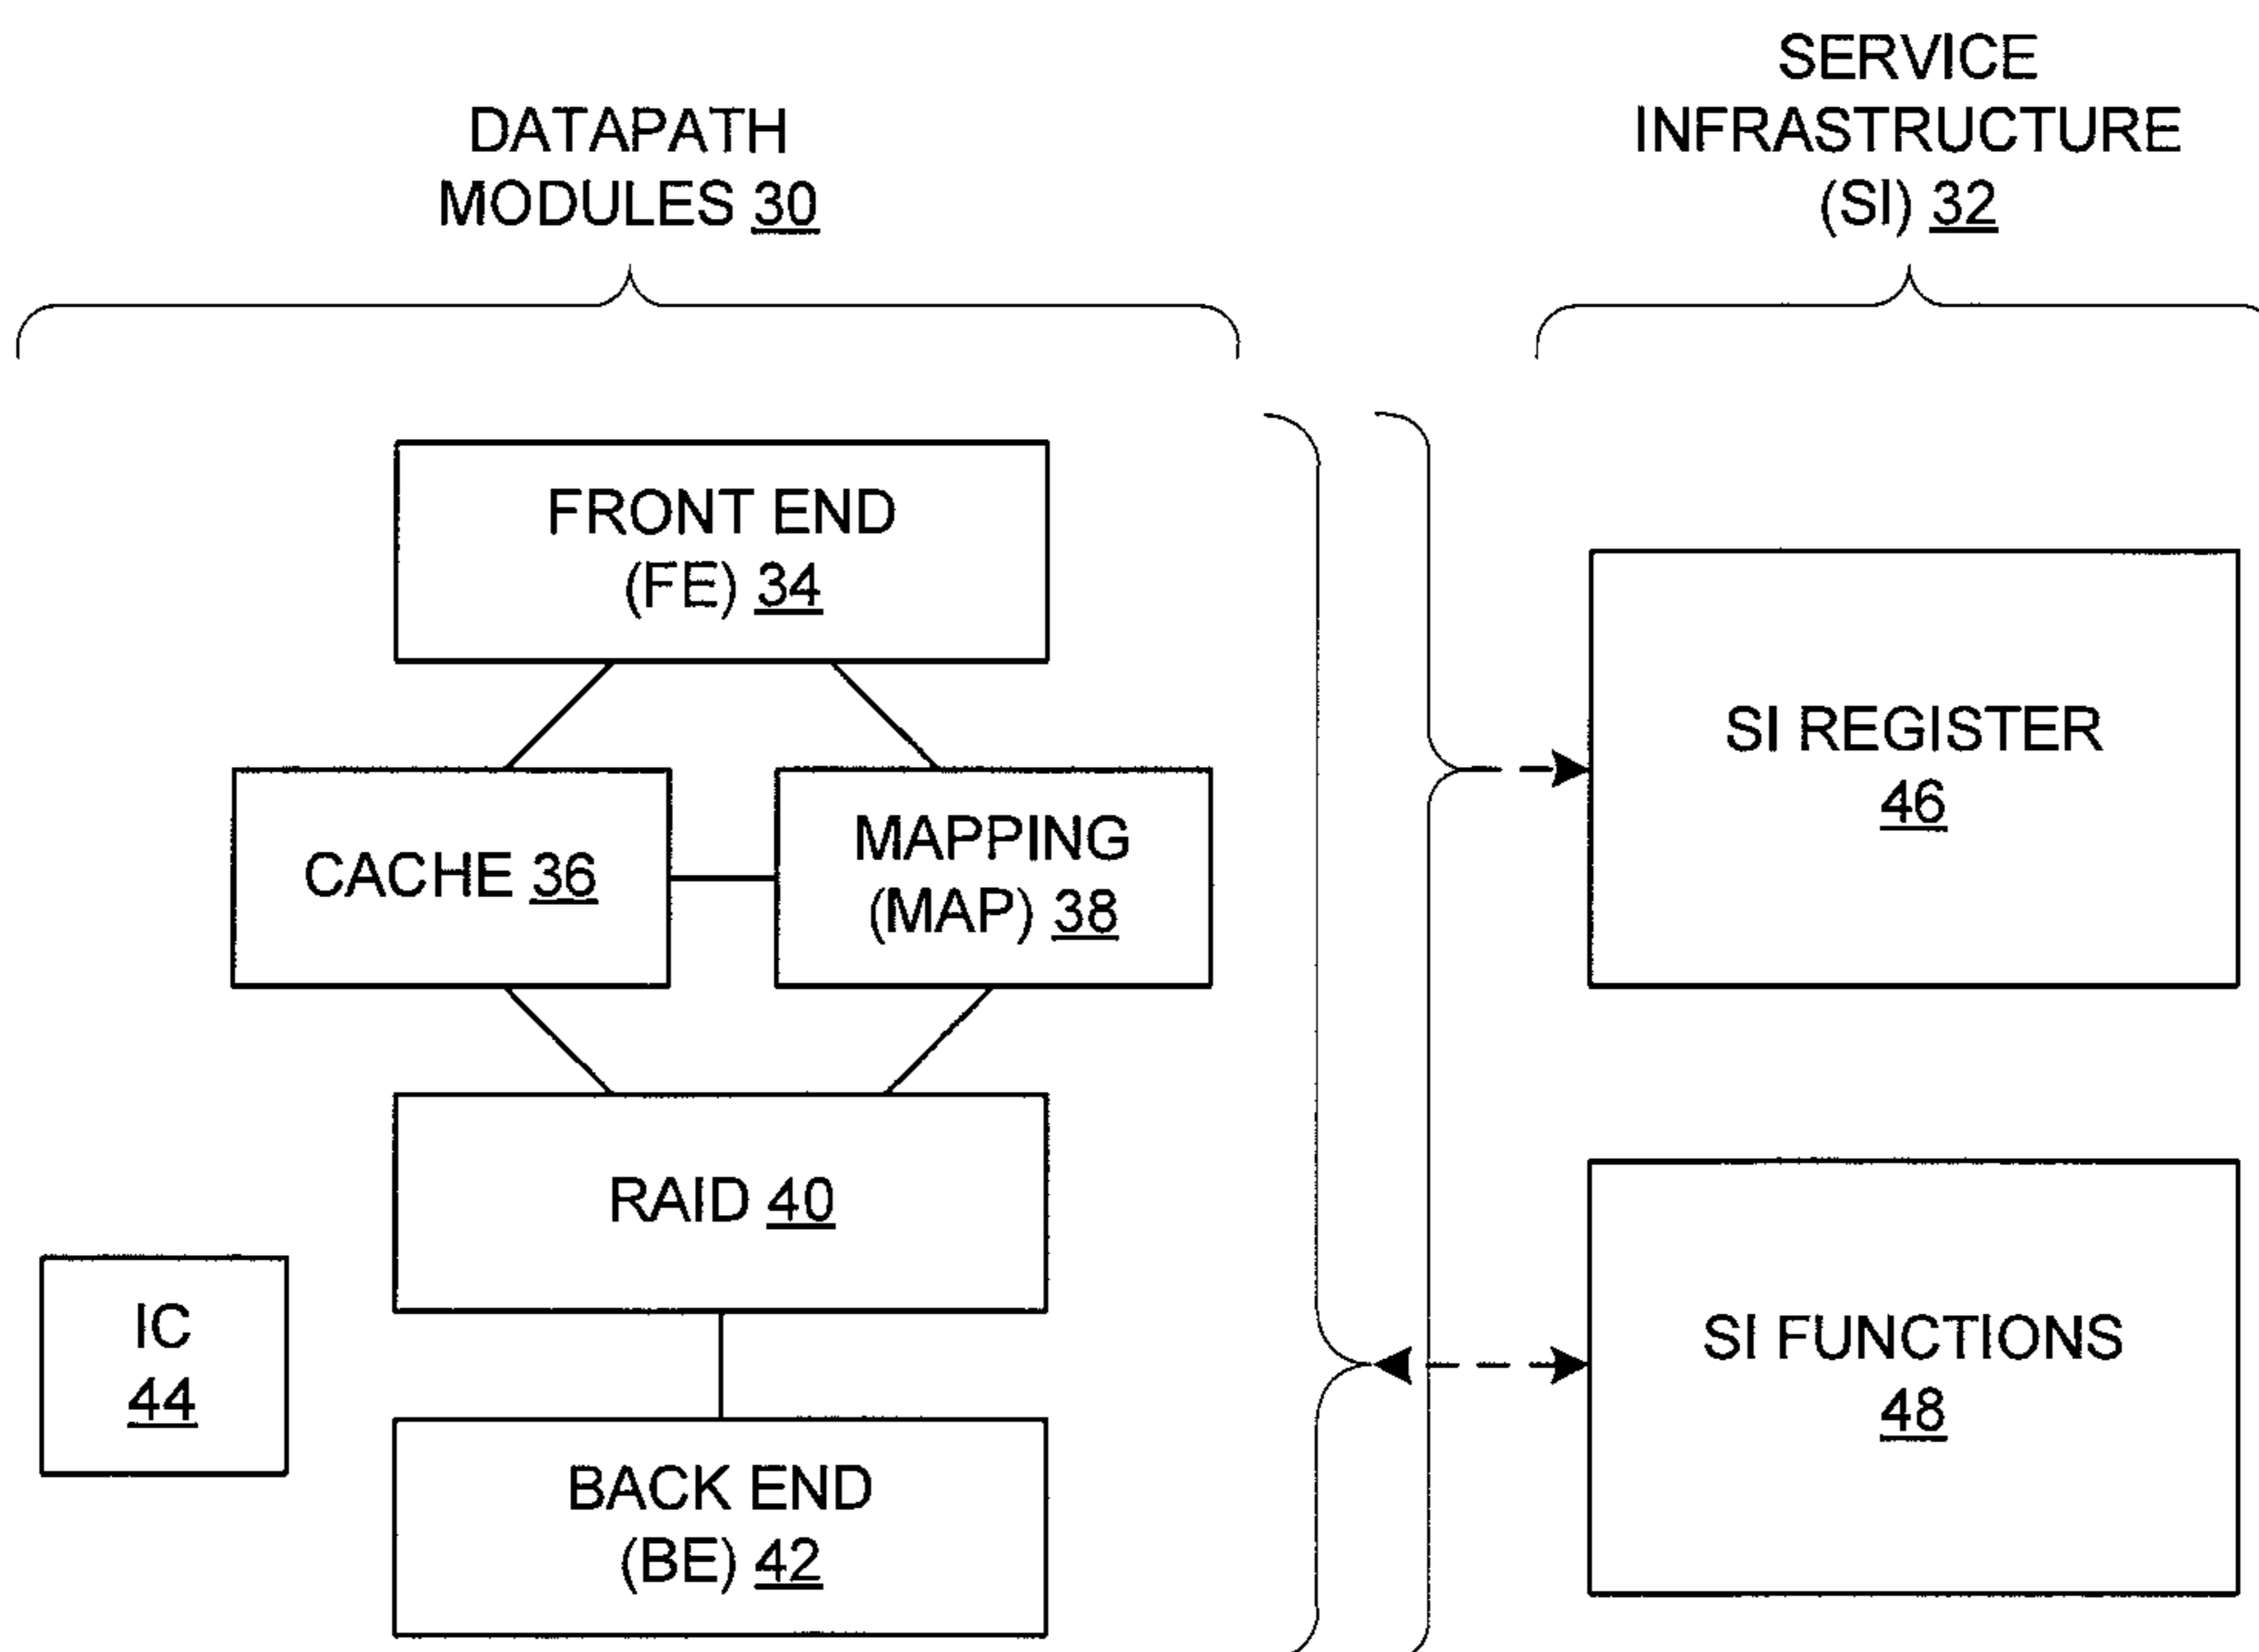 DATAPATH
MODULES 30
SERVICE
INFRASTRUCTURE
(SI) 32
FRONT END
(FE) 34
CACHE 36
MAPPING
(MAP) 38
RAID 40
IC
44
BACK END
(BE) 42
SI REGISTER
46
SI FUNCTIONS
48